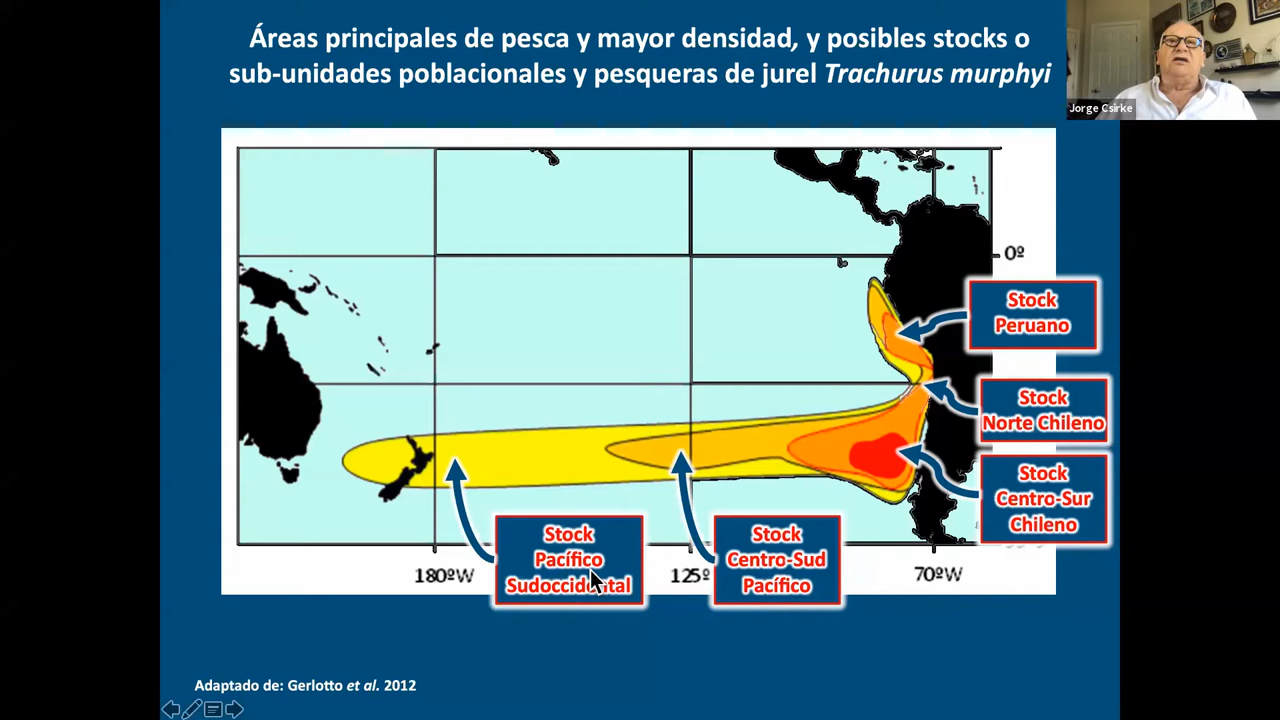 Áreas principales de pesca y mayor densidad, y posibles stocks o
sub-unidades poblacionales y pesqueras de jurel Trachurus murphyi
Jorge Csirke
0º
Stock
Peruano
Stock
Norte Chileno
Stock
Centro-Sur
Chileno
Stock
Pacífico
Sudoccidental
Stock
Centro-Sud
Pacífico
180ºW
125º
70ºW
Adaptado de: Gerlotto et al. 2012